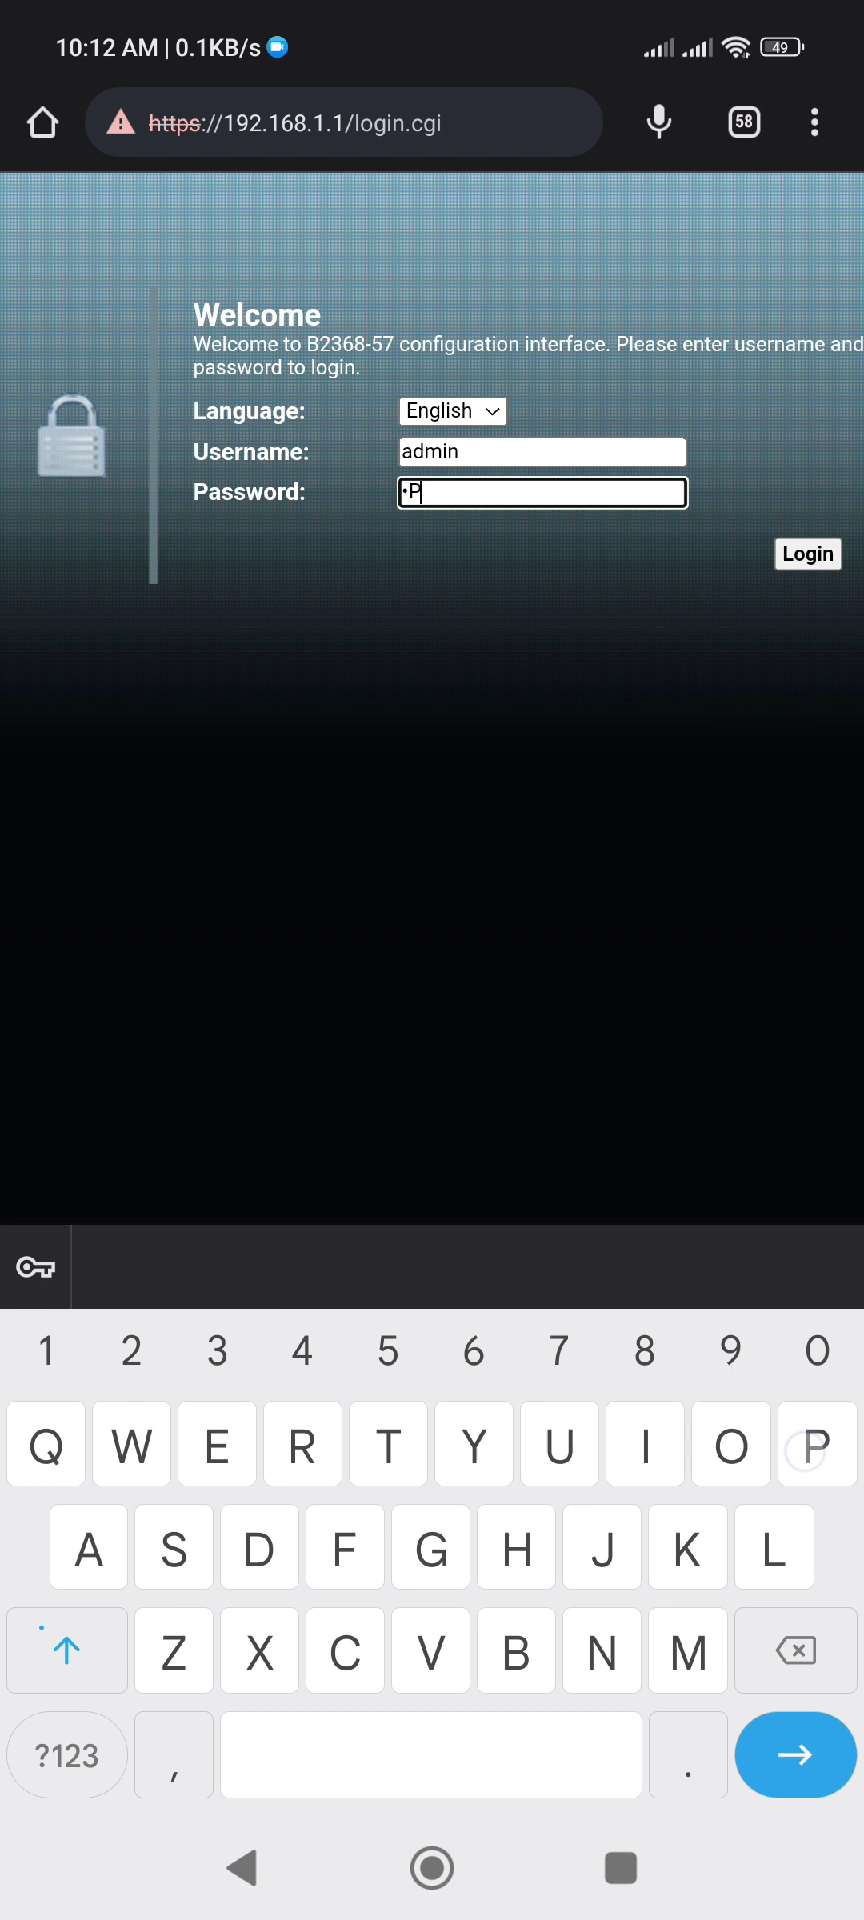 10:12 AM | 0.1KB/s 49
https://192.168.1.1/login.cgi 58
Welcome
Welcome to B2368-57 configuration interface. Please enter username and
password to login.
Language: English
Username: admin
Password: •P
Login
1 2 3 4 5 6 7 8 9 0
Q W E R T Y U I O P
A S D F G H J K L
Z X C V B N M
?123 , .